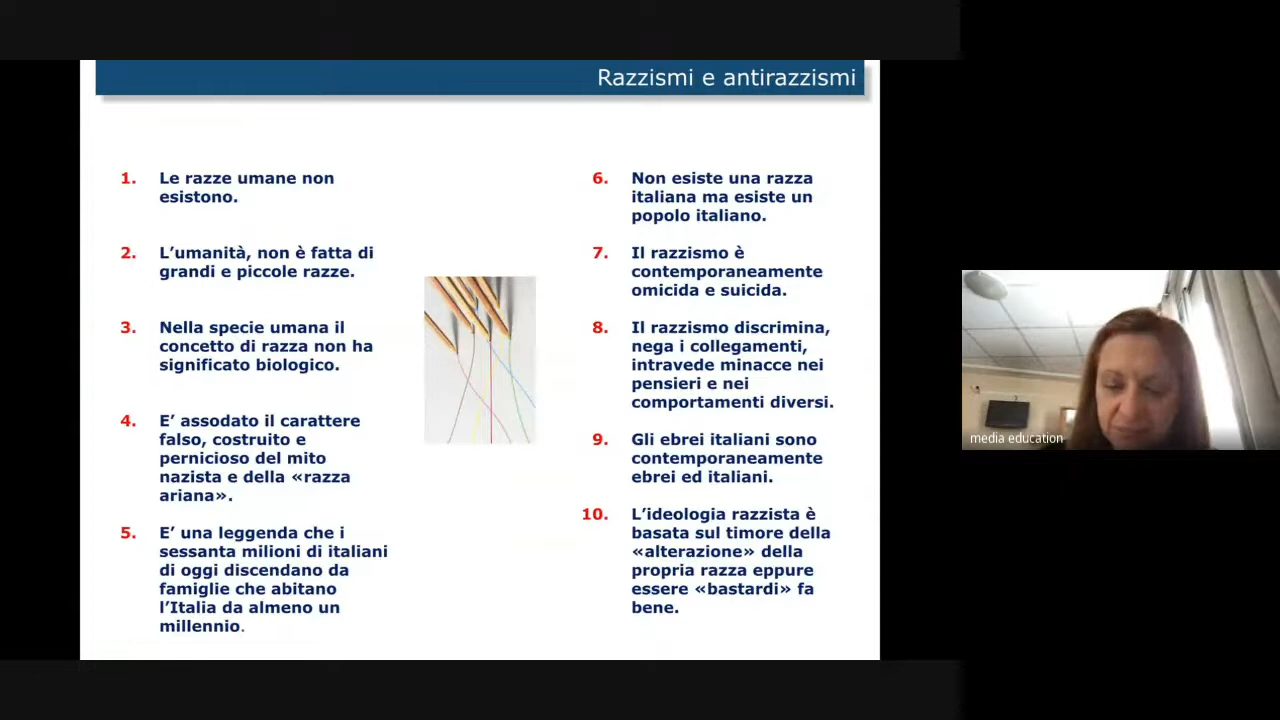 Razzismi e antirazzismi
1. Le razze umane non
esistono.
2. L’umanità, non è fatta di
grandi e piccole razze.
3. Nella specie umana il
concetto di razza non ha
significato biologico.
4. E’ assodato il carattere
falso, costruito e
pernicioso del mito
nazista e della «razza
ariana».
5. E’ una leggenda che i
sessanta milioni di italiani
di oggi discendano da
famiglie che abitano
l’Italia da almeno un
millennio.
6. Non esiste una razza
italiana ma esiste un
popolo italiano.
7. Il razzismo è
contemporaneamente
omicida e suicida.
8. Il razzismo discrimina,
nega i collegamenti,
intravede minacce nei
pensieri e nei
comportamenti diversi.
9. Gli ebrei italiani sono
contemporaneamente
ebrei ed italiani.
10. L’ideologia razzista è
basata sul timore della
«alterazione» della
propria razza eppure
essere «bastardi» fa
bene.
media education